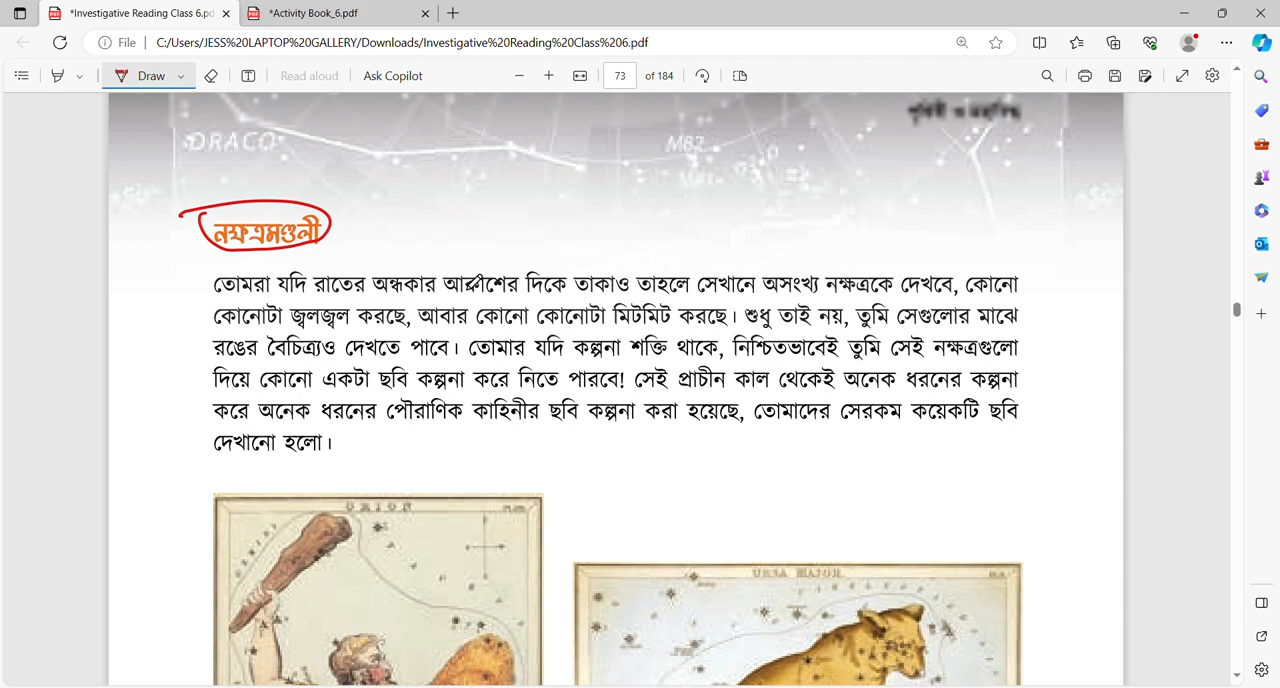 *Investigative Reading Class 6.pd
*Activity Book_6.pdf
File
C:/Users/JESS%20LAPTOP%20GALLERY/Downloads/Investigative%20Reading%20Class%206.pdf
Draw
Read aloud
Ask Copilot
73
of 184
DRACO
M82
নক্ষত্রমণ্ডলী
তোমরা যদি রাতের অন্ধকার আকাশের দিকে তাকাও তাহলে সেখানে অসংখ্য নক্ষত্রকে দেখবে, কোনো
কোনোটা জ্বলজ্বল করছে, আবার কোনো কোনোটা মিটমিট করছে। শুধু তাই নয়, তুমি সেগুলোর মাঝে
রঙের বৈচিত্র্যও দেখতে পাবে। তোমার যদি কল্পনা শক্তি থাকে, নিশ্চিতভাবেই তুমি সেই নক্ষত্রগুলো
দিয়ে কোনো একটা ছবি কল্পনা করে নিতে পারবে! সেই প্রাচীন কাল থেকেই অনেক ধরনের কল্পনা
করে অনেক ধরনের পৌরাণিক কাহিনীর ছবি কল্পনা করা হয়েছে, তোমাদের সেরকম কয়েকটি ছবি
দেখানো হলো।
ORION
URSA MAJOR